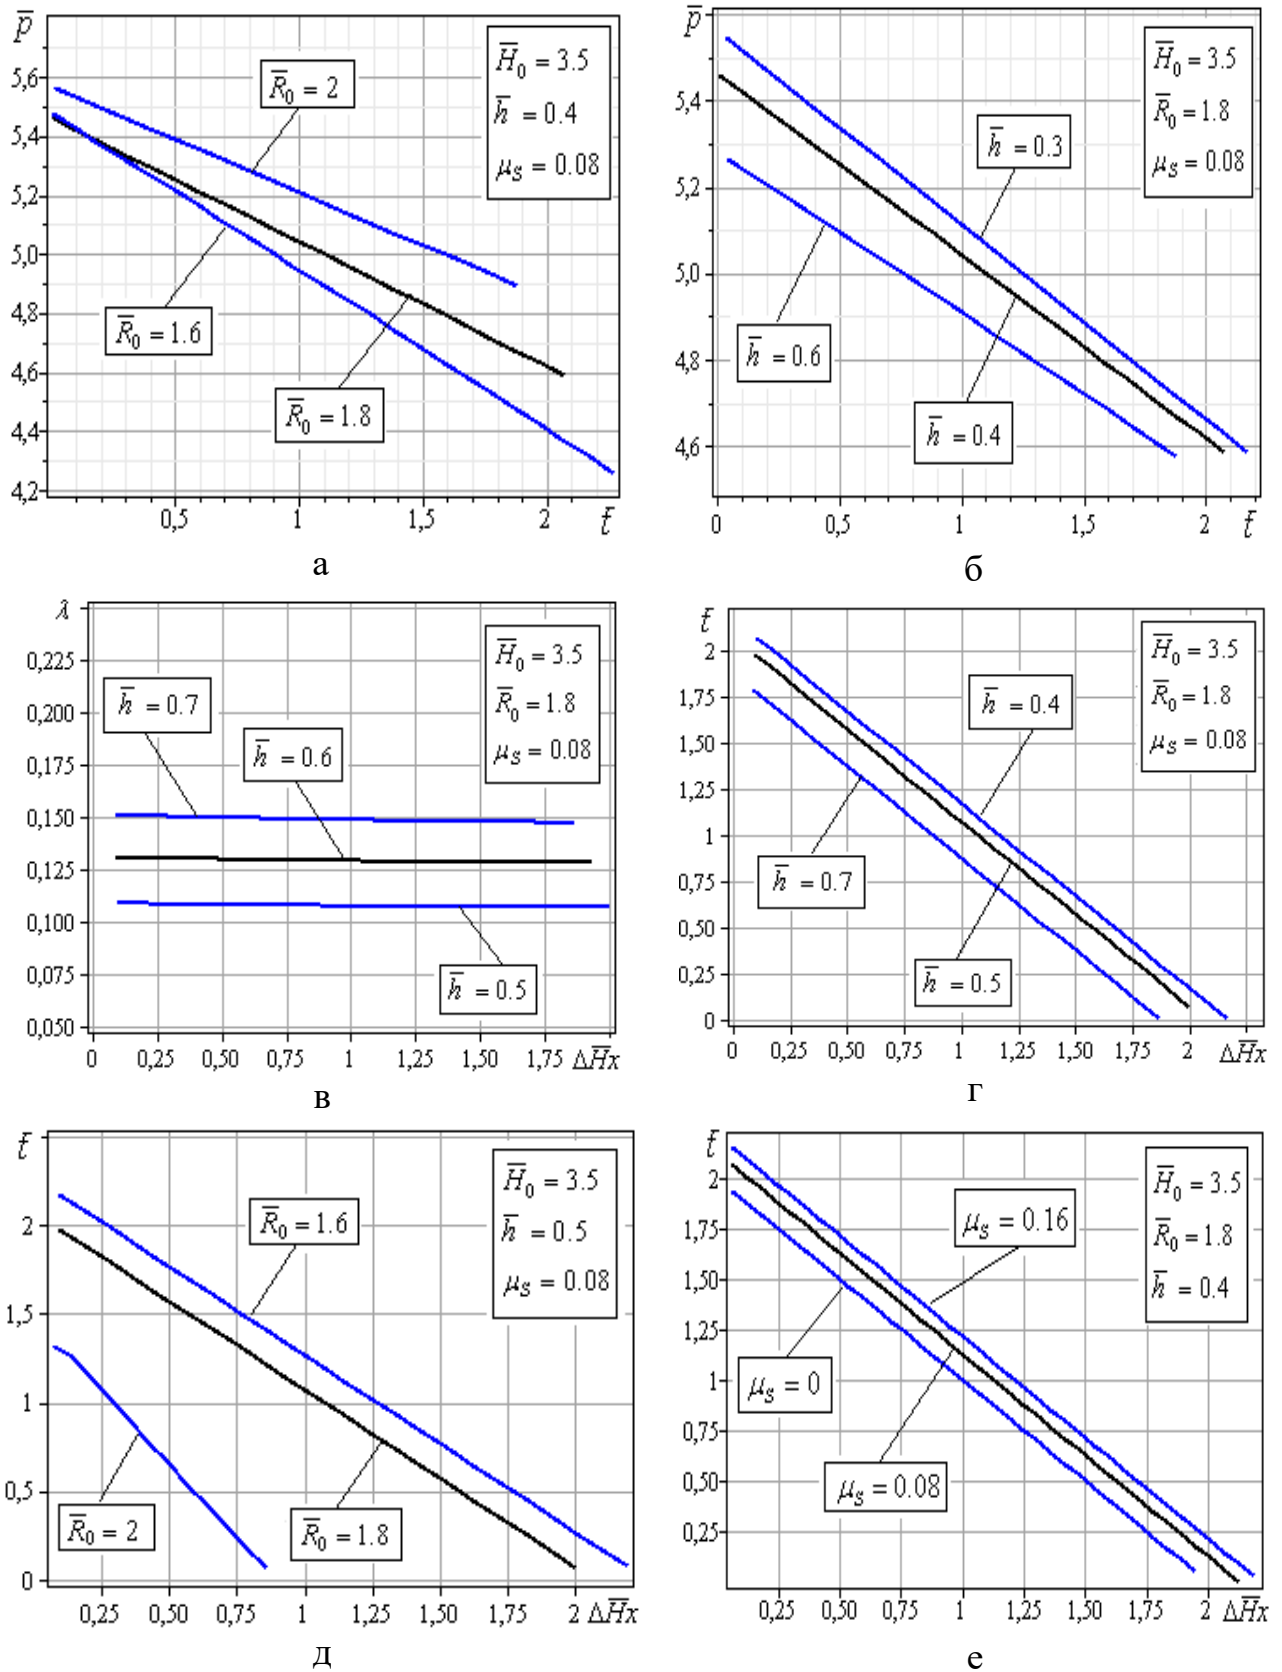 p̅
5,6
5,4
5,2
5,0
4,8
4,6
4,4
4,2
0,5 1 1,5 2 t̅
R̅₀ = 2
R̅₀ = 1.6
R̅₀ = 1.8
H̅₀ = 3.5
h̅ = 0.4
μₛ = 0.08
а
p̅
5,4
5,2
5,0
4,8
4,6
0 0,5 1 1,5 2 t̅
h̅ = 0.3
h̅ = 0.6
h̅ = 0.4
H̅₀ = 3.5
R̅₀ = 1.8
μₛ = 0.08
б
λ̂
0,225
0,200
0,175
0,150
0,125
0,100
0,075
0,050
0 0,25 0,50 0,75 1 1,25 1,50 1,75 ΔH̅x
h̅ = 0.7
h̅ = 0.6
h̅ = 0.5
H̅₀ = 3.5
R̅₀ = 1.8
μₛ = 0.08
в
t̅
2
1,75
1,50
1,25
1
0,75
0,50
0,25
0
0 0,25 0,50 0,75 1 1,25 1,50 1,75 2 ΔH̅x
h̅ = 0.4
h̅ = 0.7
h̅ = 0.5
H̅₀ = 3.5
R̅₀ = 1.8
μₛ = 0.08
г
t̅
2
1,5
1
0,5
0
0,25 0,50 0,75 1 1,25 1,50 1,75 2 ΔH̅x
R̅₀ = 1.6
R̅₀ = 2
R̅₀ = 1.8
H̅₀ = 3.5
h̅ = 0.5
μₛ = 0.08
д
t̅
2
1,75
1,50
1,25
1
0,75
0,50
0,25
0,25 0,50 0,75 1 1,25 1,50 1,75 2 ΔH̅x
μₛ = 0.16
μₛ = 0
μₛ = 0.08
H̅₀ = 3.5
R̅₀ = 1.8
h̅ = 0.4
е